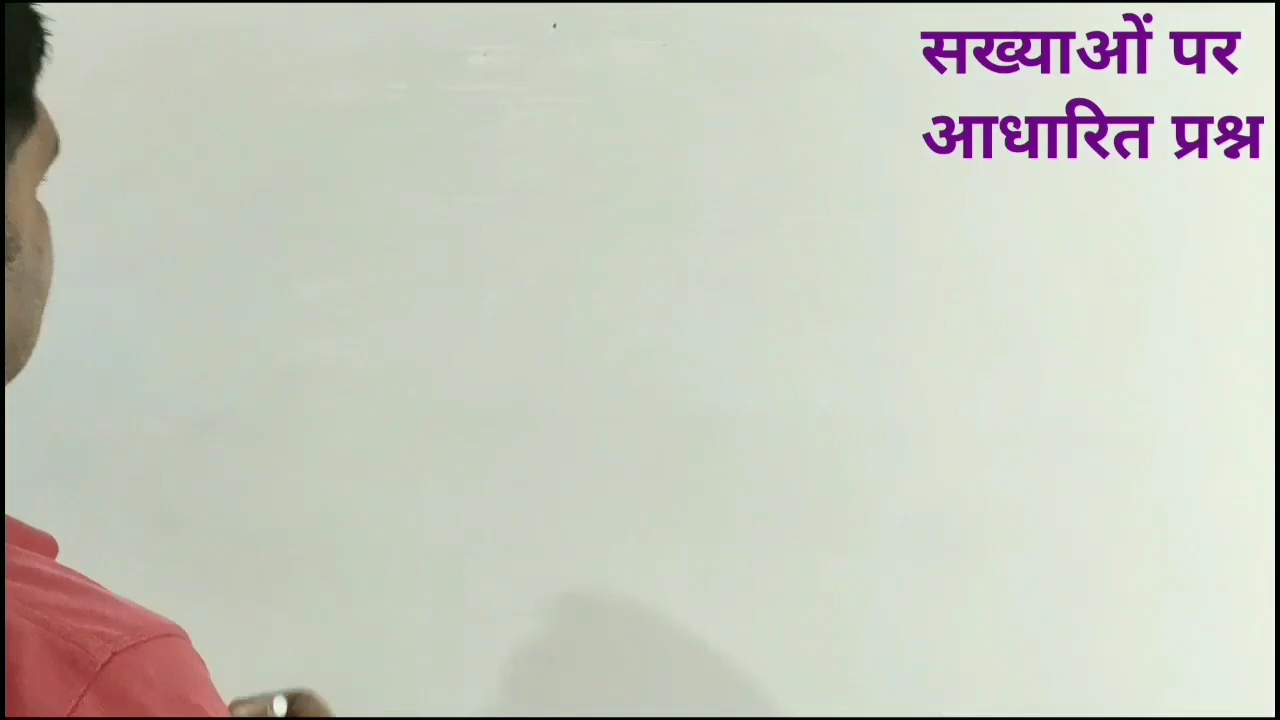 सख्याओं पर
आधारित प्रश्न